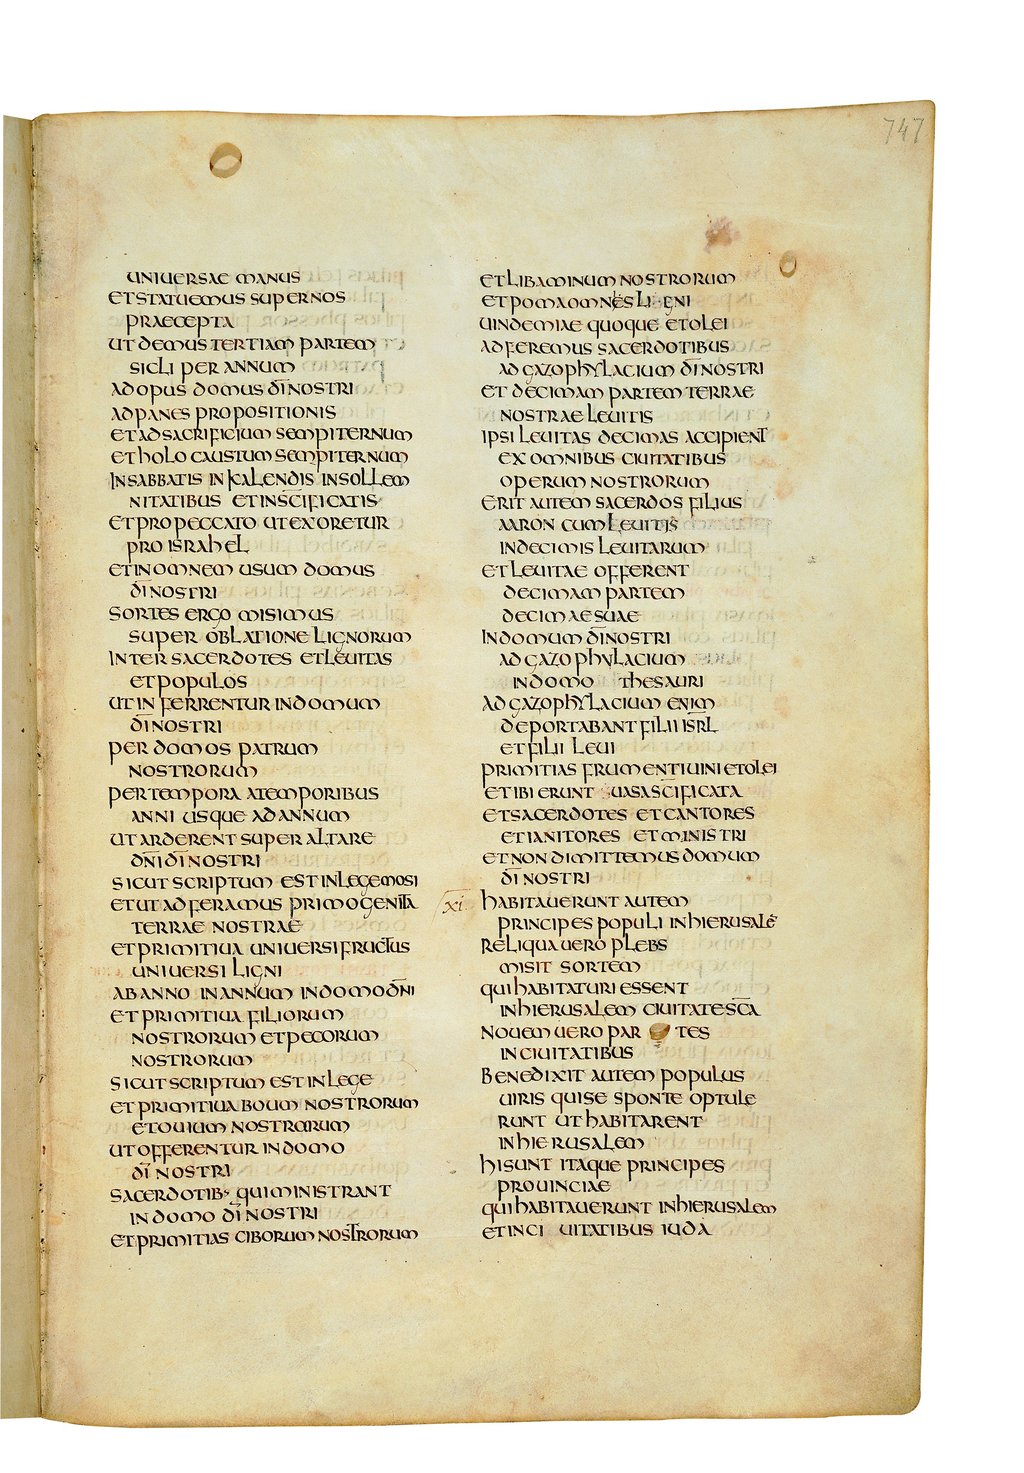 747
UNIUERSAE MANUS
ET STATUEMUS SUPER NOS
PRAECEPTA
UT DEMUS TERTIAM PARTEM
SICLI PER ANNUM
AD OPUS DOMUS DI NOSTRI
AD PANES PROPOSITIONIS
ET AD SACRIFICIUM SEMPITERNUM
ET HOLOCAUSTUM SEMPITERNUM
IN SABBATIS IN KALENDIS IN SOLLEM
NITATIBUS ET IN SCIFICATIS
ET PRO PECCATO UT EXORETUR
PRO ISRAHEL
ET IN OMNEM USUM DOMUS
DI NOSTRI
SORTES ERGO MISIMUS
SUPER OBLATIONE LIGNORUM
INTER SACERDOTES ET LEUITAS
ET POPULOS
UT INFERRENTUR IN DOMUM
DI NOSTRI
PER DOMOS PATRUM
NOSTRORUM
PER TEMPORA A TEMPORIBUS
ANNI USQUE AD ANNUM
UT ARDERENT SUPER ALTARE
DNI DI NOSTRI
SICUT SCRIPTUM EST IN LEGE MOSI
ET UT ADFERAMUS PRIMOGENITA
TERRAE NOSTRAE
ET PRIMITIUA UNIUERSI FRUCTUS
UNIUERSI LIGNI
AB ANNO IN ANNUM IN DOMO DNI
ET PRIMITIUA FILIORUM
NOSTRORUM ET PECORUM
NOSTRORUM
SICUT SCRIPTUM EST IN LEGE
ET PRIMITIUA BOUM NOSTRORUM
ET OUIUM NOSTRARUM
UT OFFERENTUR IN DOMO
DI NOSTRI
SACERDOTIB· QUI MINISTRANT
IN DOMO DI NOSTRI
ET PRIMITIAS CIBORUM NOSTRORUM
ET LIBAMINUM NOSTRORUM
ET POMA OMNES LIGNI
UINDEMIAE QUOQUE ET OLEI
ADFEREMUS SACERDOTIBUS
AD GAZOPHYLACIUM DI NOSTRI
ET DECIMAM PARTEM TERRAE
NOSTRAE LEUITIS
IPSI LEUITAS DECIMAS ACCIPIENT
EX OMNIBUS CIUITATIBUS
OPERUM NOSTRORUM
ERIT AUTEM SACERDOS FILIUS
AARON CUM LEUITIS
IN DECIMIS LEUITARUM
ET LEUITAE OFFERENT
DECIMAM PARTEM
DECIMAE SUAE
IN DOMUM DI NOSTRI
AD GAZOPHYLACIUM
IN DOMO THESAURI
AD GAZOPHYLACIUM ENIM
DEPORTABANT FILII ISRL
ET FILII LEUI
PRIMITIAS FRUMENTI UINI ET OLEI
ET IBI ERUNT UASA SCIFICATA
ET SACERDOTES ET CANTORES
ET IANITORES ET MINISTRI
ET NON DIMITTEMUS DOMUM
DI NOSTRI
XI HABITAUERUNT AUTEM
PRINCIPES POPULI IN HIERUSALE
RELIQUA UERO PLEBS
MISIT SORTEM
QUI HABITATURI ESSENT
IN HIERUSALEM CIUITATE SCA
NOUEM UERO PARTES
IN CIUITATIBUS
BENEDIXIT AUTEM POPULUS
UIRIS QUI SE SPONTE OPTULE
RUNT UT HABITARENT
IN HIERUSALEM
HI SUNT ITAQUE PRINCIPES
PROUINCIAE
QUI HABITAUERUNT IN HIERUSALEM
ET IN CIUITATIBUS IUDA